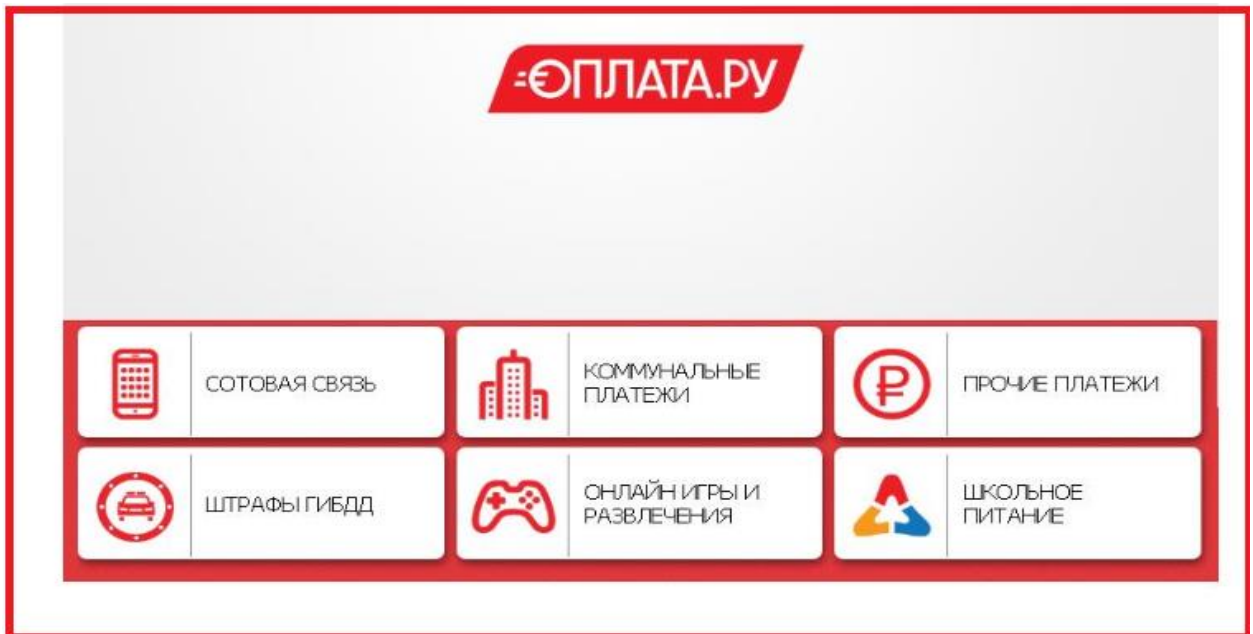 ОПЛАТА.РУ
СОТОВАЯ СВЯЗЬ
КОММУНАЛЬНЫЕ
ПЛАТЕЖИ
ПРОЧИЕ ПЛАТЕЖИ
ШТРАФЫ ГИБДД
ОНЛАЙН ИГРЫ И
РАЗВЛЕЧЕНИЯ
ШКОЛЬНОЕ
ПИТАНИЕ